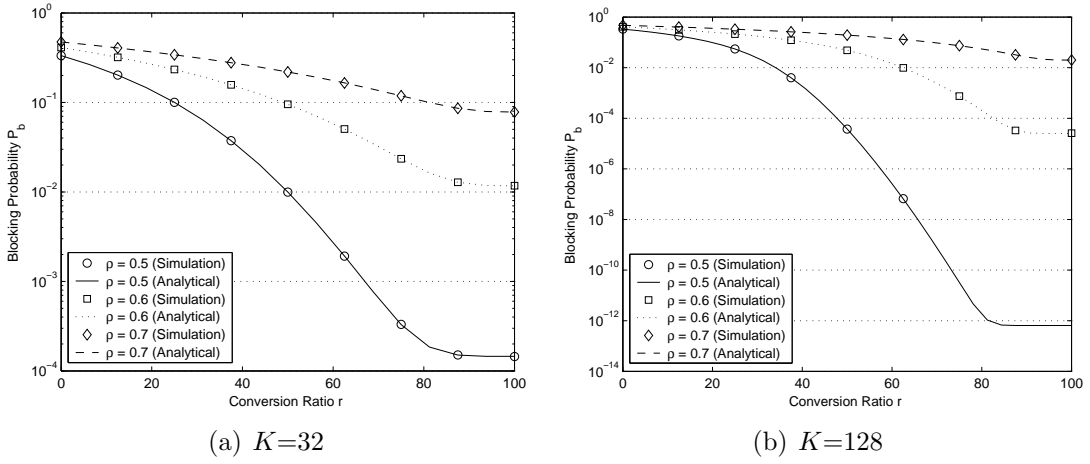 10^0
10^-1
10^-2
10^-3
10^-4
Blocking Probability P_b
ρ = 0.5 (Simulation)
ρ = 0.5 (Analytical)
ρ = 0.6 (Simulation)
ρ = 0.6 (Analytical)
ρ = 0.7 (Simulation)
ρ = 0.7 (Analytical)
0 20 40 60 80 100
Conversion Ratio r
(a) K=32
10^0
10^-2
10^-4
10^-6
10^-8
10^-10
10^-12
10^-14
Blocking Probability P_b
ρ = 0.5 (Simulation)
ρ = 0.5 (Analytical)
ρ = 0.6 (Simulation)
ρ = 0.6 (Analytical)
ρ = 0.7 (Simulation)
ρ = 0.7 (Analytical)
0 20 40 60 80 100
Conversion Ratio r
(b) K=128